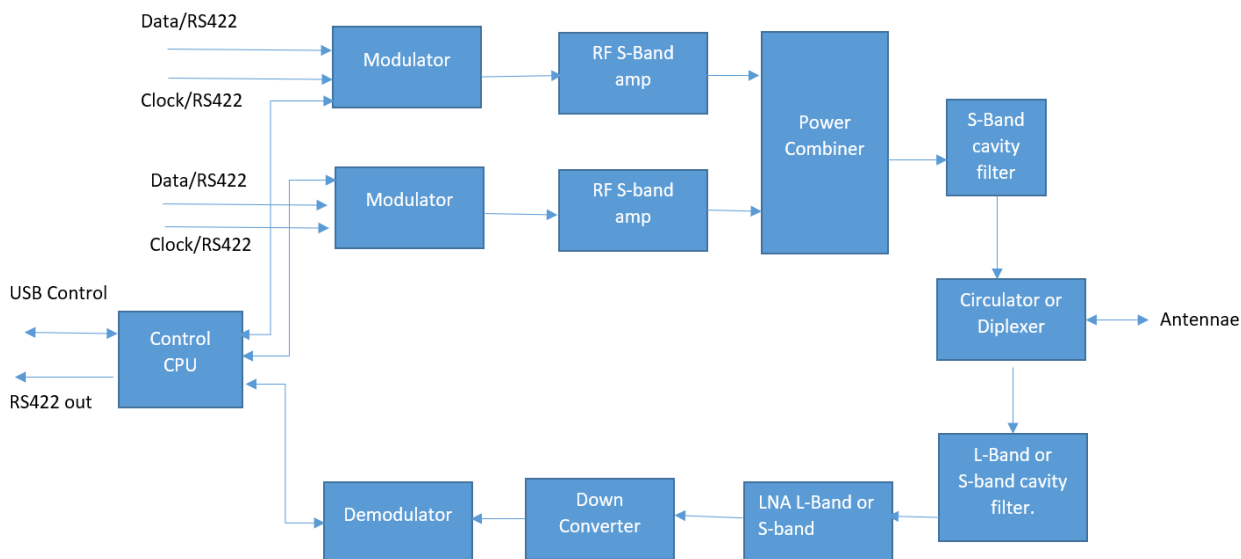 Data/RS422
Clock/RS422
Modulator
RF S-Band
amp
Power
Combiner
S-Band
cavity
filter
Data/RS422
Clock/RS422
Modulator
RF S-band
amp
USB Control
RS422 out
Control
CPU
Circulator or
Diplexer
Antennae
L-Band or
S-band cavity
filter.
LNA L-Band or
S-band
Down
Converter
Demodulator